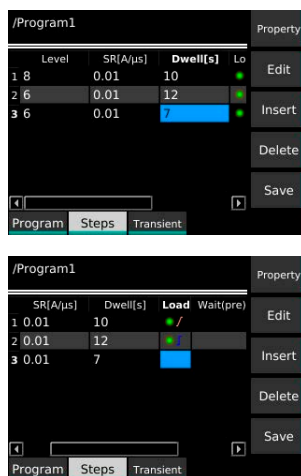 /Program1
Property
Level SR[A/µs] Dwell[s] Lo
1 8 0.01 10
Edit
2 6 0.01 12
3 6 0.01 7
Insert
Delete
Save
Program Steps Transient
/Program1
Property
SR[A/µs] Dwell[s] Load Wait(pre)
1 0.01 10
Edit
2 0.01 12
3 0.01 7
Insert
Delete
Save
Program Steps Transient